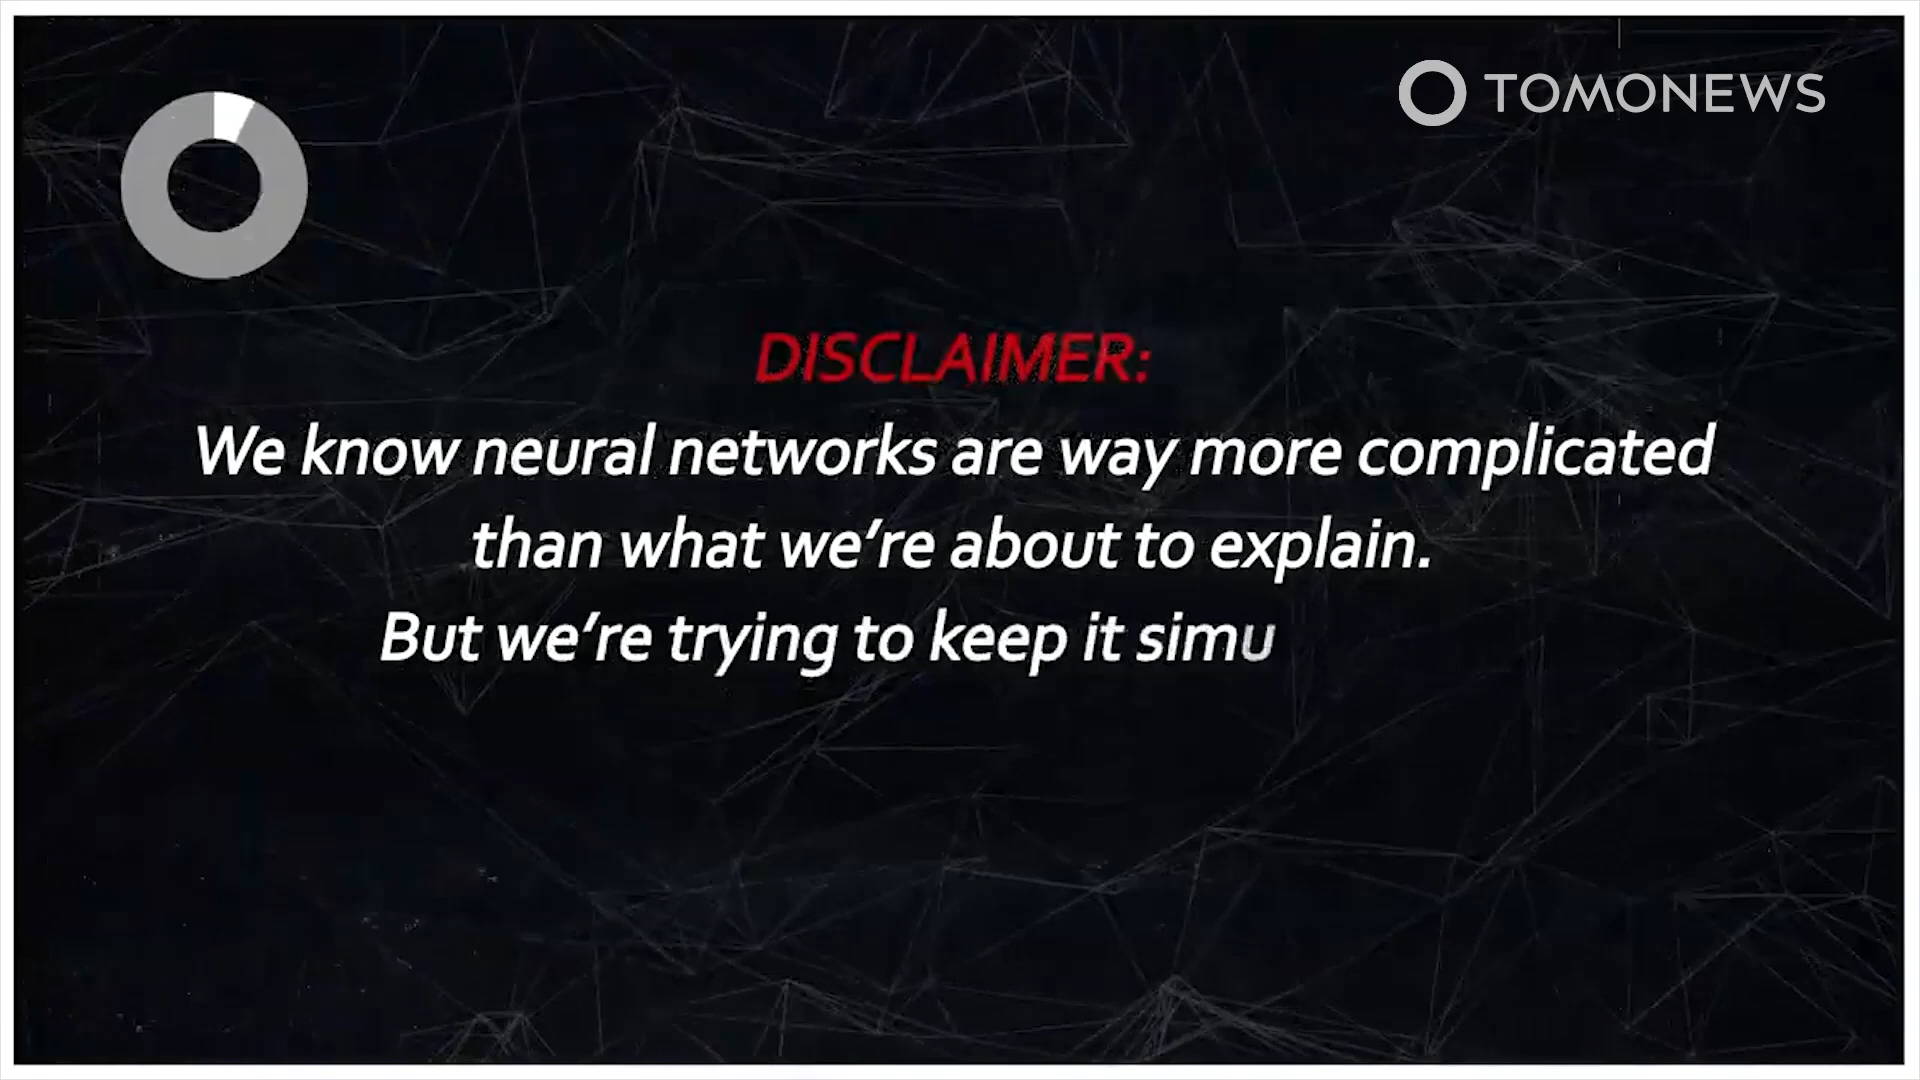 TOMONEWS
DISCLAIMER:
We know neural networks are way more complicated
than what we’re about to explain.
But we’re trying to keep it simu